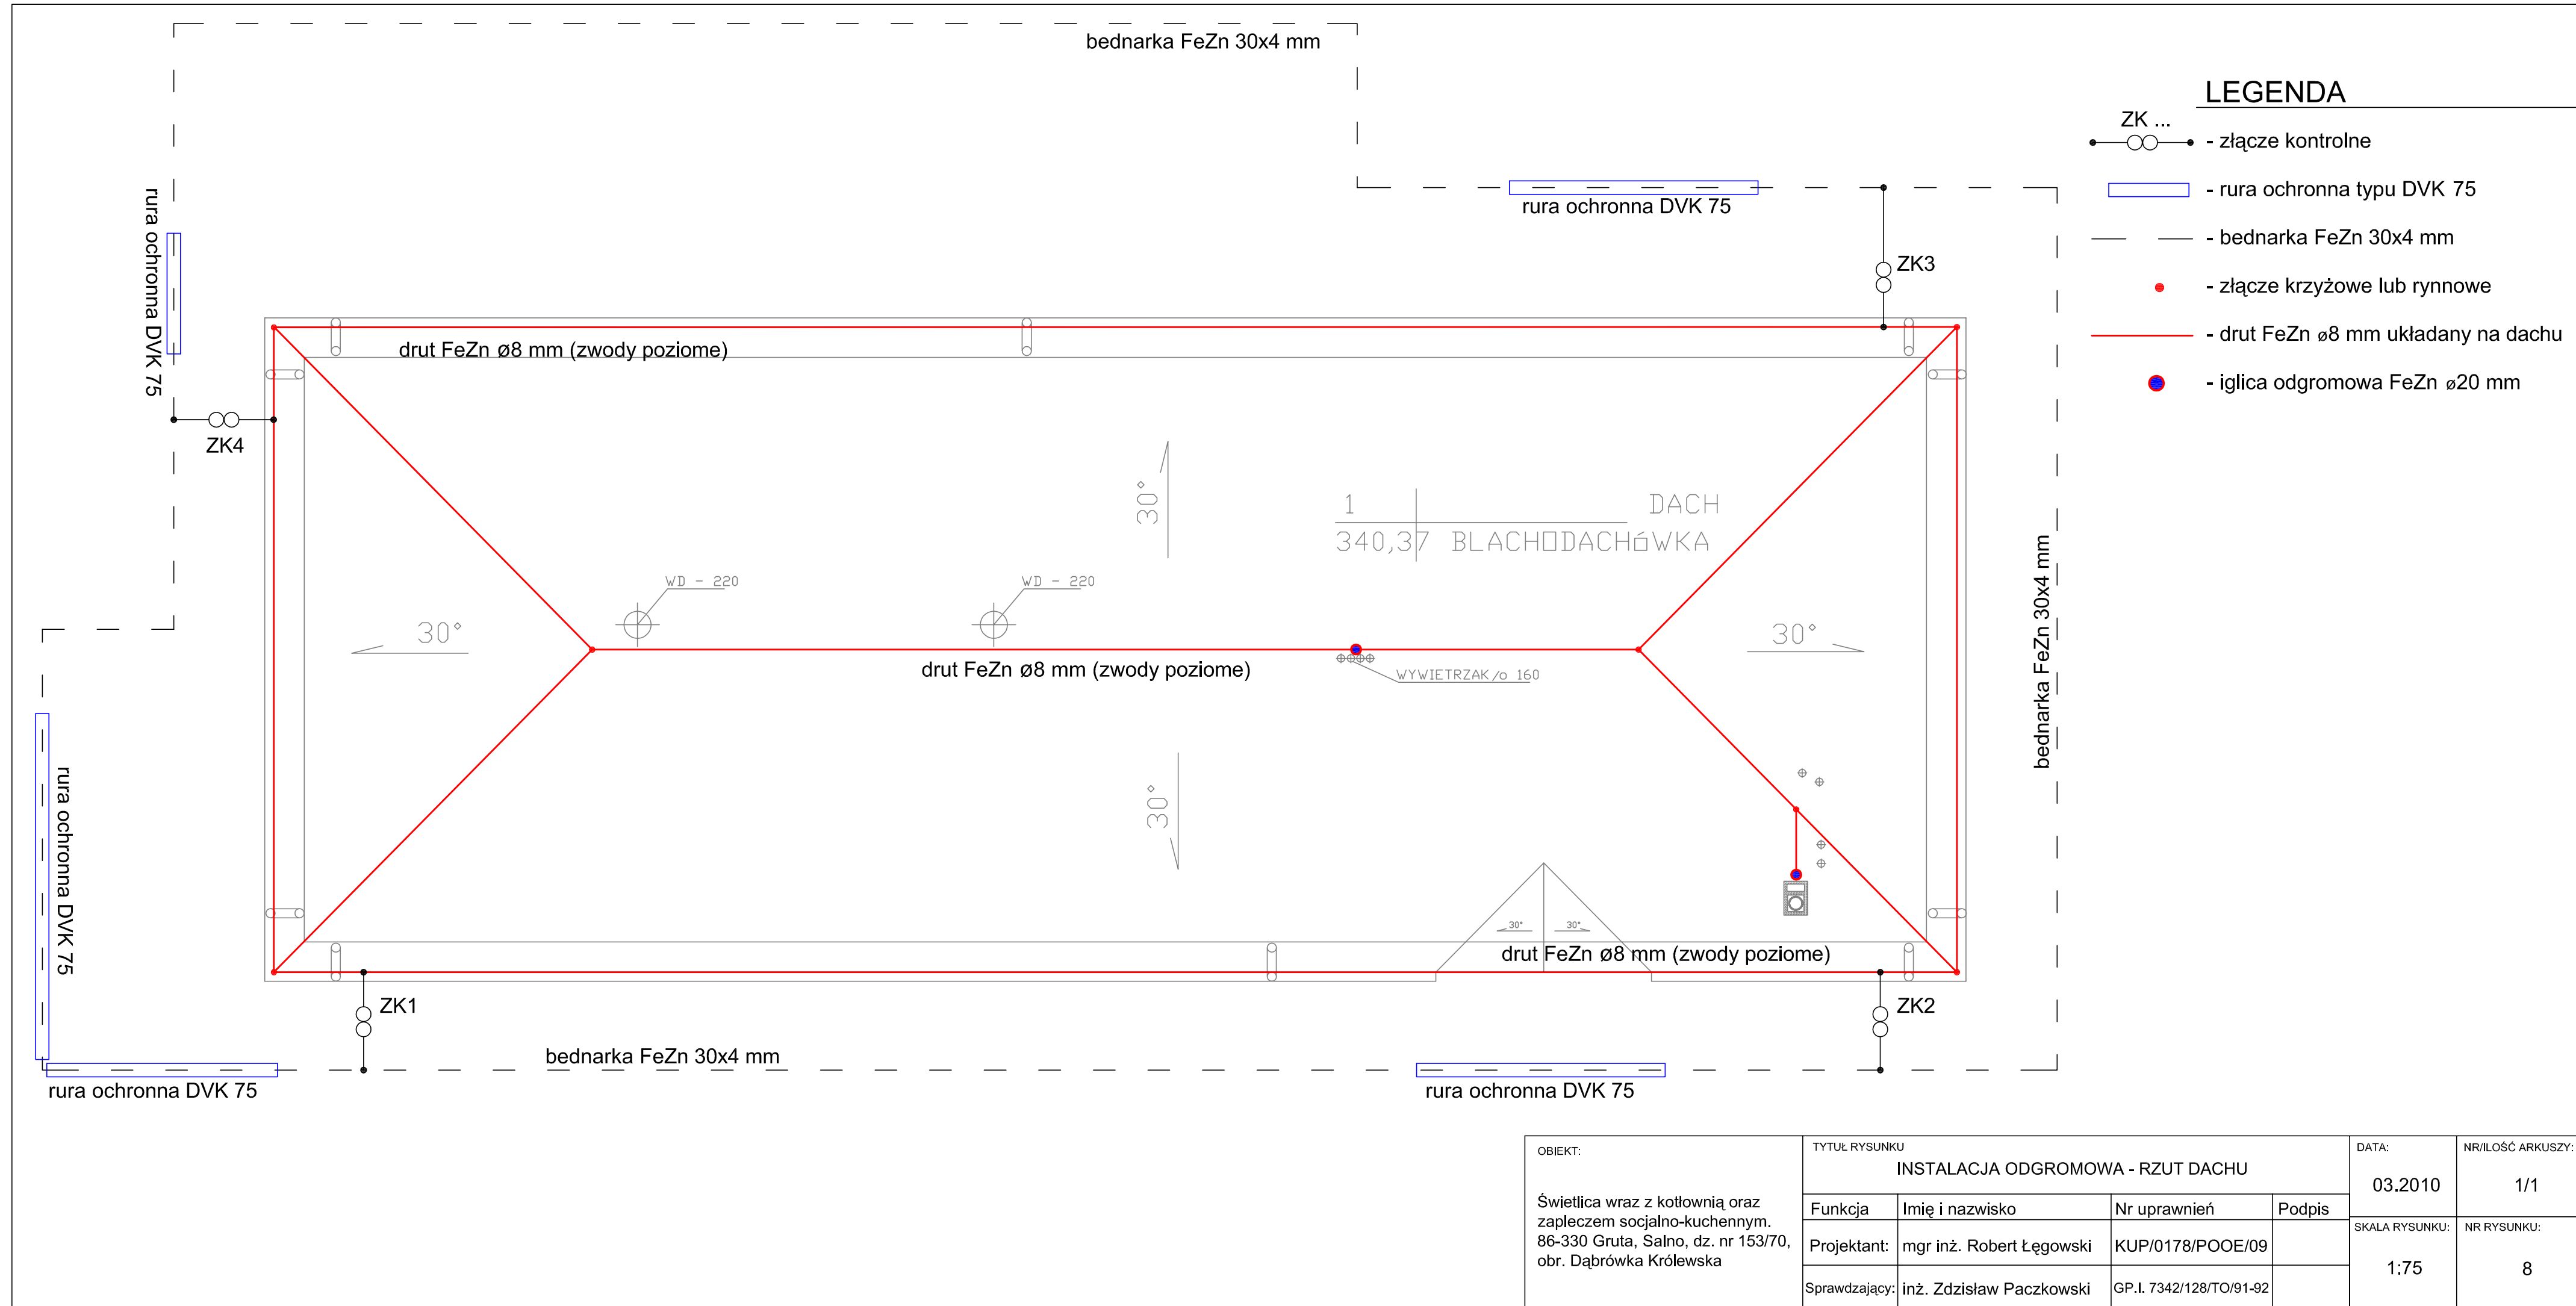 bednarka FeZn 30x4 mm
LEGENDA
ZK ...
- złącze kontrolne
- rura ochronna typu DVK 75
- bednarka FeZn 30x4 mm
- złącze krzyżowe lub rynnowe
- drut FeZn ø8 mm układany na dachu
- iglica odgromowa FeZn ø20 mm
rura ochronna DVK 75
rura ochronna DVK 75
ZK3
drut FeZn ø8 mm (zwody poziome)
ZK4
30°
1 DACH
340,37 BLACHODACHóWKA
WD - 220
WD - 220
30°
30°
bednarka FeZn 30x4 mm
drut FeZn ø8 mm (zwody poziome)
WYWIETRZAK/o 160
rura ochronna DVK 75
30°
30°
30°
drut FeZn ø8 mm (zwody poziome)
ZK1
ZK2
bednarka FeZn 30x4 mm
rura ochronna DVK 75
rura ochronna DVK 75
OBIEKT:
Świetlica wraz z kotłownią oraz
zapleczem socjalno-kuchennym.
86-330 Gruta, Salno, dz. nr 153/70,
obr. Dąbrówka Królewska
TYTUŁ RYSUNKU
INSTALACJA ODGROMOWA - RZUT DACHU
Funkcja Imię i nazwisko Nr uprawnień Podpis
Projektant: mgr inż. Robert Łęgowski KUP/0178/POOE/09
Sprawdzający: inż. Zdzisław Paczkowski GP.I. 7342/128/TO/91-92
DATA:
03.2010
NR/ILOŚĆ ARKUSZY:
1/1
SKALA RYSUNKU:
1:75
NR RYSUNKU:
8